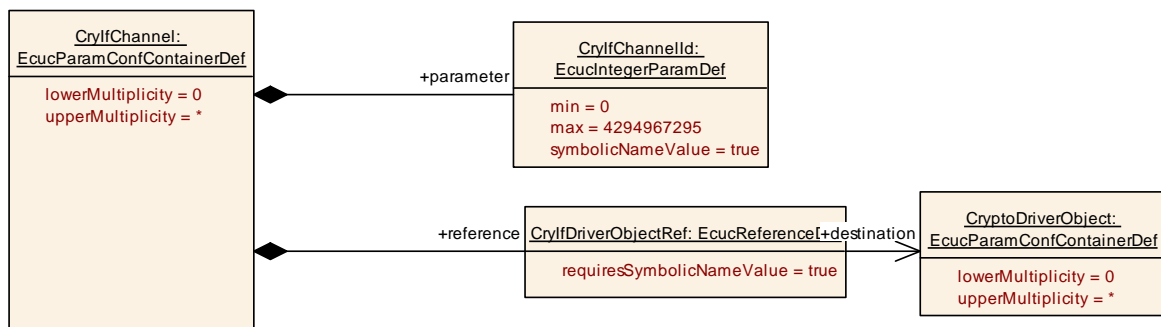 CryIfChannel:
EcucParamConfContainerDef
lowerMultiplicity = 0
upperMultiplicity = *
+parameter
CryIfChannelId:
EcucIntegerParamDef
min = 0
max = 4294967295
symbolicNameValue = true
+reference
CryIfDriverObjectRef: EcucReference
+destination
requiresSymbolicNameValue = true
CryptoDriverObject:
EcucParamConfContainerDef
lowerMultiplicity = 0
upperMultiplicity = *